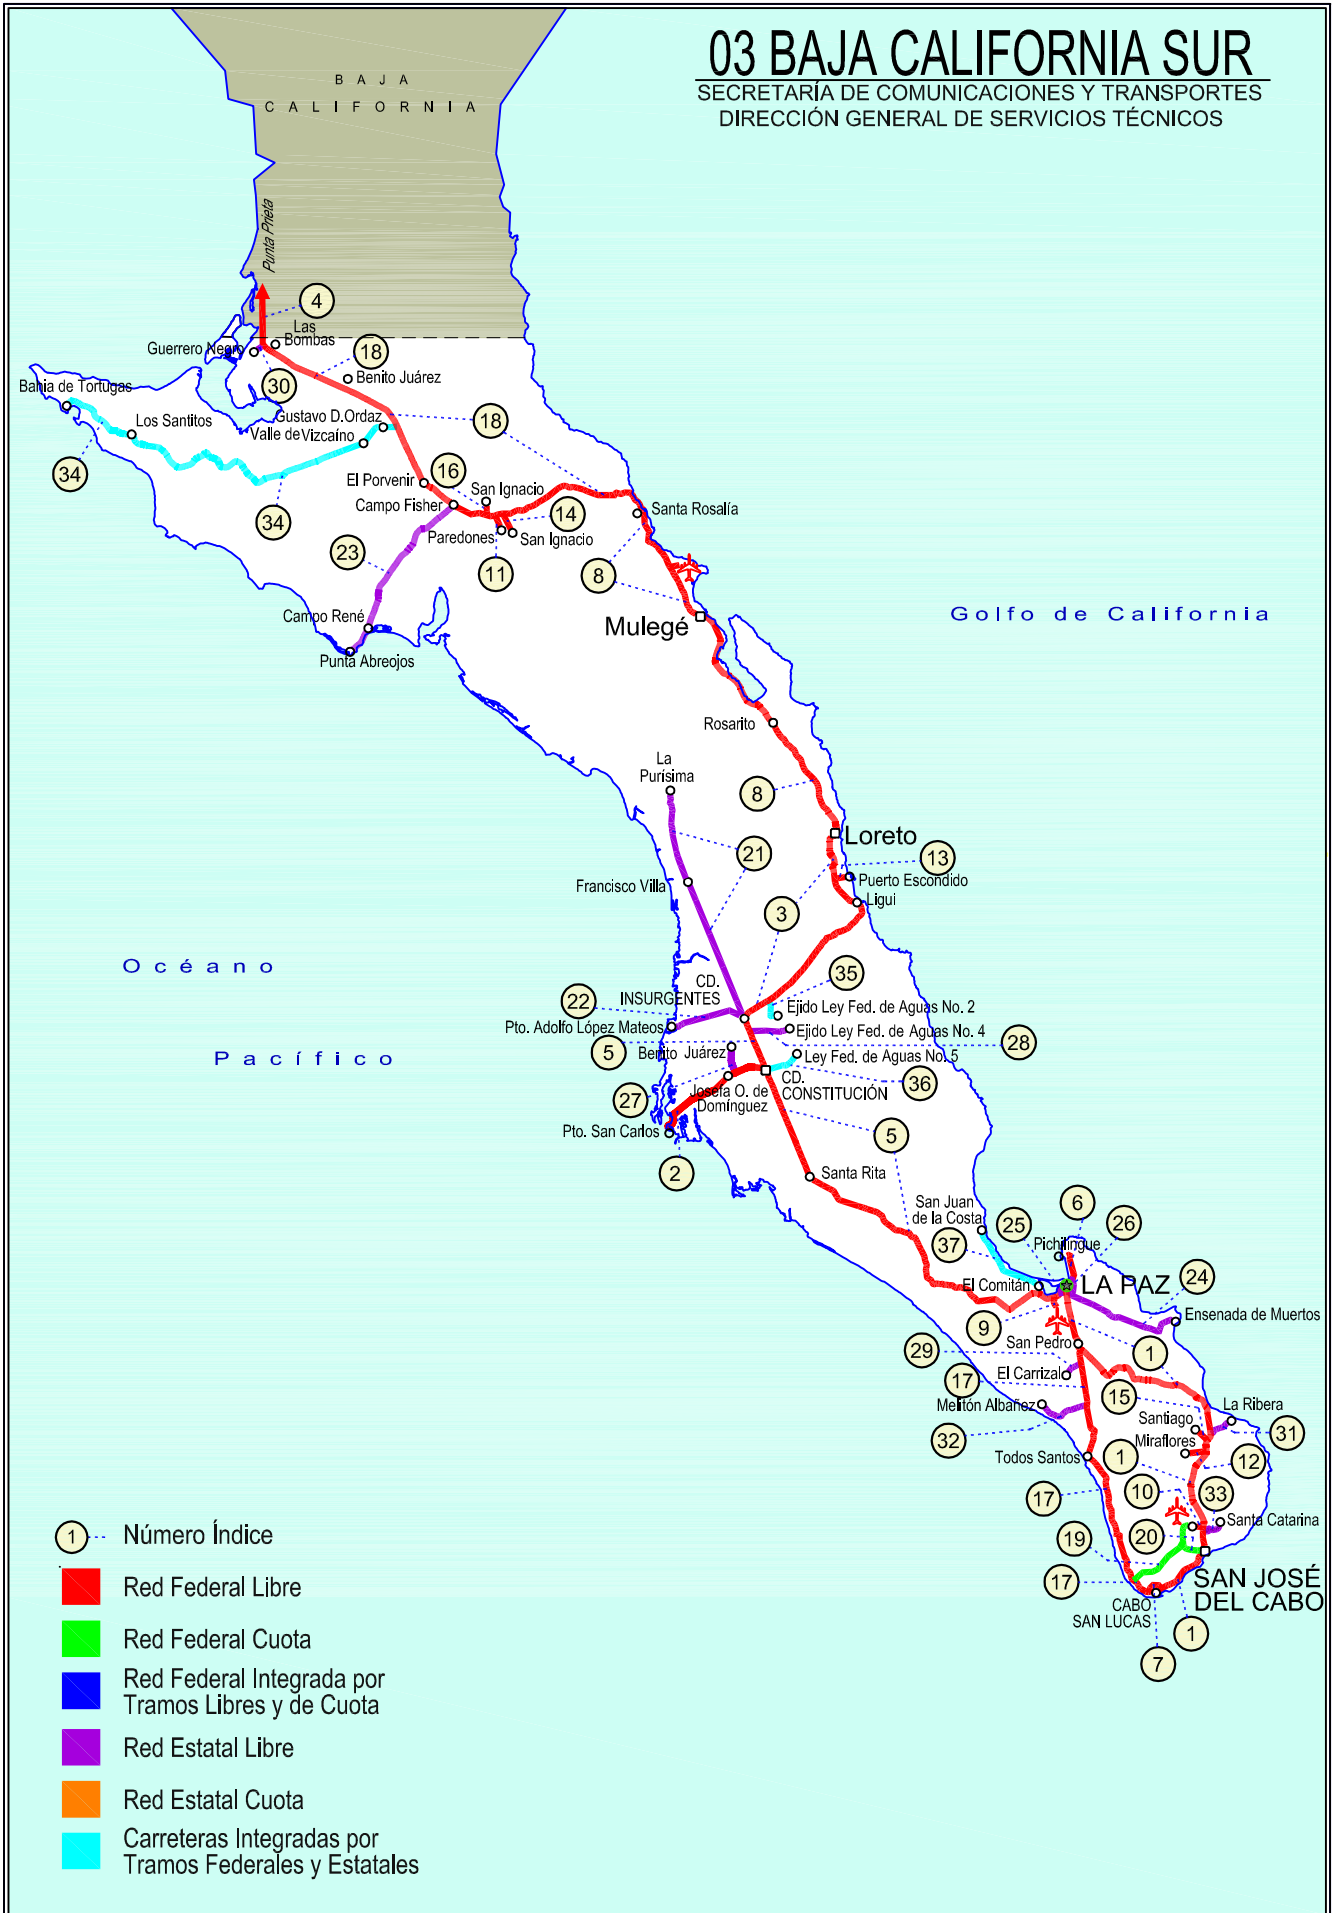 03 BAJA CALIFORNIA SUR
SECRETARÍA DE COMUNICACIONES Y TRANSPORTES
DIRECCIÓN GENERAL DE SERVICIOS TÉCNICOS
BAJA
CALIFORNIA
Punta Prieta
4
Las
Bombas
Guerrero Negro
18
30
Benito Juárez
Bahia de Tortugas
Los Santitos
Gustavo D.Ordaz
Valle de Vizcaíno
18
34
34
El Porvenir
16
San Ignacio
Campo Fisher
14
Santa Rosalía
Paredones
San Ignacio
23
11
8
Campo René
Mulegé
Golfo de California
Punta Abreojos
Rosarito
La
Purísima
8
Loreto
21
13
Francisco Villa
Puerto Escondido
Ligui
3
Océano
Pacífico
35
CD.
INSURGENTES
22
Ejido Ley Fed. de Aguas No. 2
Pto. Adolfo López Mateos
Ejido Ley Fed. de Aguas No. 4
28
5
Benito Juárez
Ley Fed. de Aguas No. 5
36
CD.
CONSTITUCIÓN
27
Josefa O. de
Domínguez
Pto. San Carlos
5
2
Santa Rita
San Juan
de la Costa
6
25
26
37
Pichilingue
El Comitán
LA PAZ
24
Ensenada de Muertos
9
San Pedro
29
1
El Carrizal
17
15
Melitón Albañez
La Ribera
Santiago
32
31
Miraflores
Todos Santos
1
12
17
10
33
Santa Catarina
19
20
17
SAN JOSÉ
DEL CABO
CABO
SAN LUCAS
1
7
1
Número Índice
Red Federal Libre
Red Federal Cuota
Red Federal Integrada por
Tramos Libres y de Cuota
Red Estatal Libre
Red Estatal Cuota
Carreteras Integradas por
Tramos Federales y Estatales